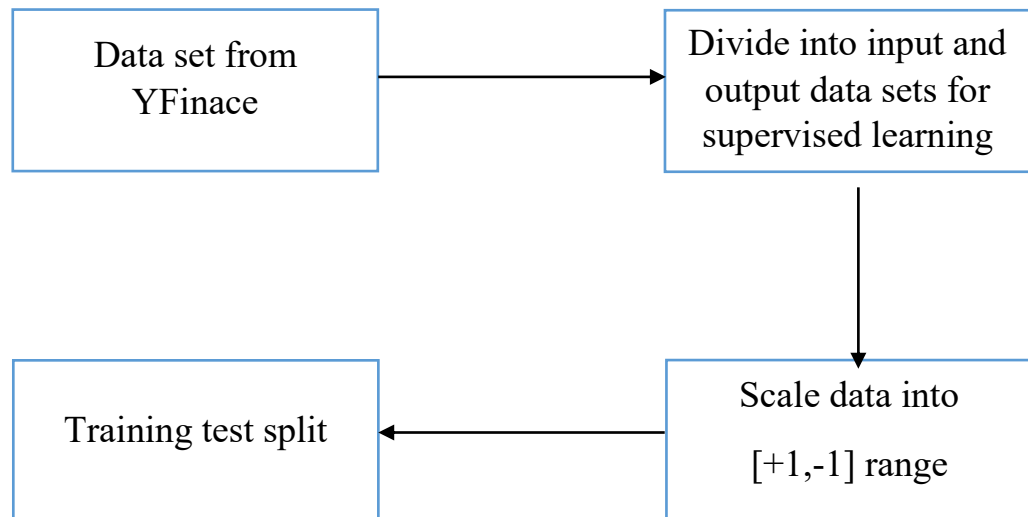 Data set from
YFinace
Divide into input and
output data sets for
supervised learning
Scale data into
[+1,-1] range
Training test split